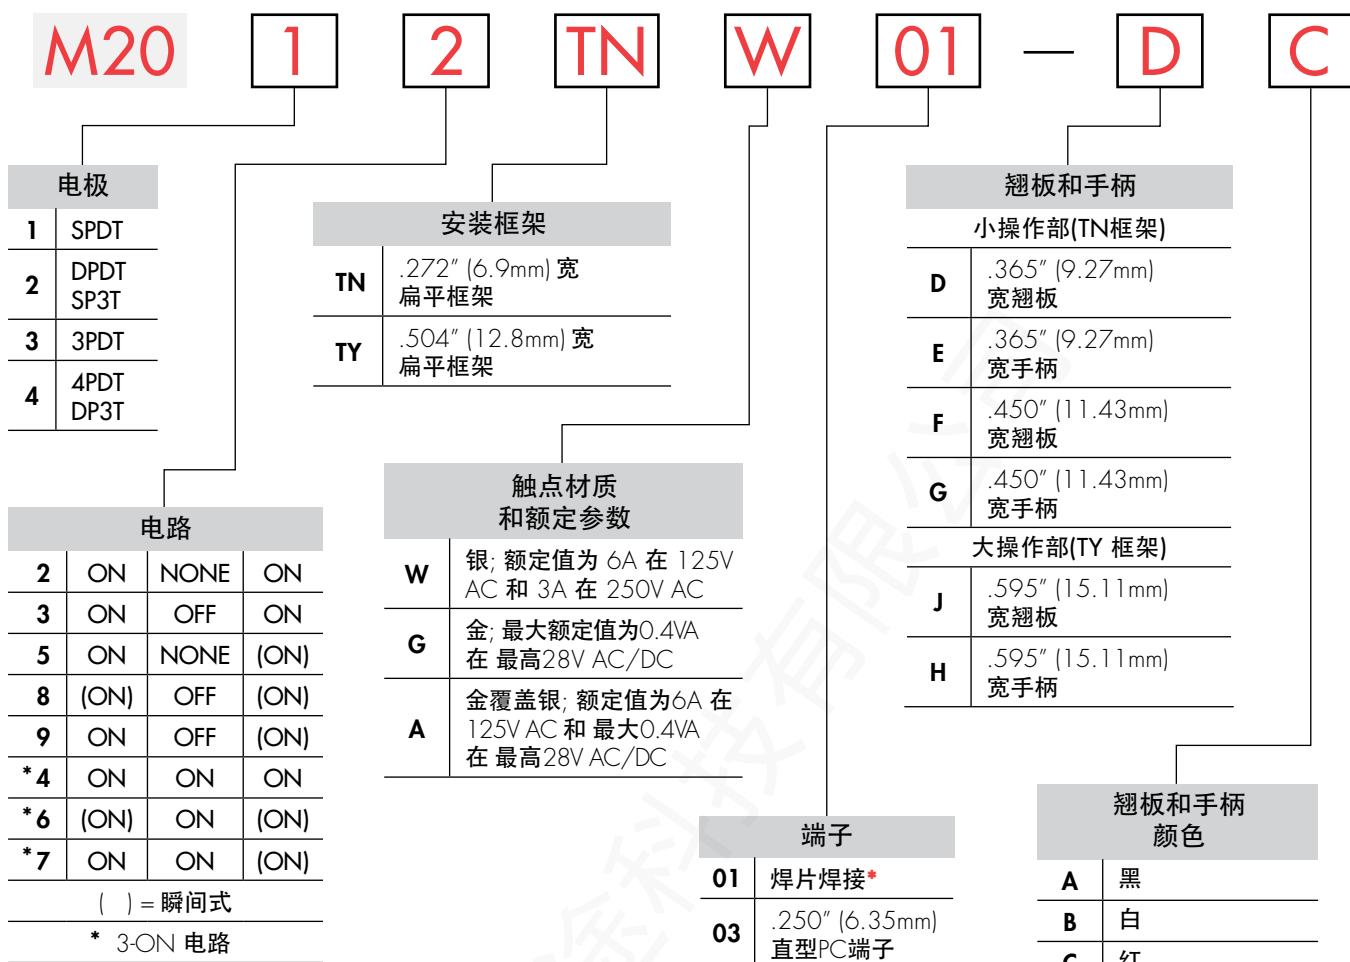 M20 1 2 TN W 01 — D C
电极
1 SPDT
2 DPDT
SP3T
3 3PDT
4 4PDT
DP3T
电路
2 ON NONE ON
3 ON OFF ON
5 ON NONE (ON)
8 (ON) OFF (ON)
9 ON OFF (ON)
*4 ON ON ON
*6 (ON) ON (ON)
*7 ON ON (ON)
( ) = 瞬间式
* 3-ON 电路
安装框架
TN .272" (6.9mm) 宽
扁平框架
TY .504" (12.8mm) 宽
扁平框架
触点材质
和额定参数
W 银; 额定值为 6A 在 125V
AC 和 3A 在 250V AC
G 金; 最大额定值为0.4VA
在 最高28V AC/DC
A 金覆盖银; 额定值为6A 在
125V AC 和 最大0.4VA
在 最高28V AC/DC
端子
01 焊片焊接*
03 .250" (6.35mm)
直型PC端子
翘板和手柄
小操作部(TN框架)
D .365" (9.27mm)
宽翘板
E .365" (9.27mm)
宽手柄
F .450" (11.43mm)
宽翘板
G .450" (11.43mm)
宽手柄
大操作部(TY 框架)
J .595" (15.11mm)
宽翘板
H .595" (15.11mm)
宽手柄
翘板和手柄
颜色
A 黑
B 白
C 红
途科技有限公司